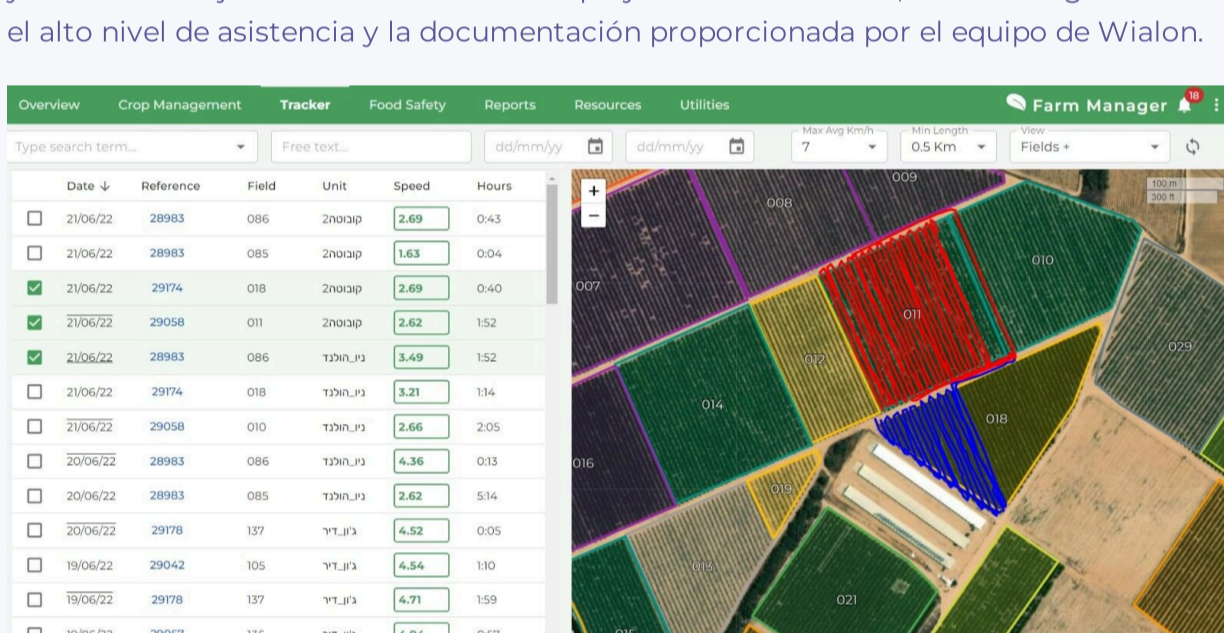 el alto nivel de asistencia y la documentación proporcionada por el equipo de Wialon.
Overview Crop Management Tracker Food Safety Reports Resources Utilities Farm Manager 18
Type search term... Free text... dd/mm/yy dd/mm/yy Max Avg Km/h 7 Min Length 0.5 Km View Fields +
Date ↓ Reference Field Unit Speed Hours
21/06/22 28983 086 קובוטה2 2.69 0:43
21/06/22 28983 085 קובוטה2 1.63 0:04
21/06/22 29174 018 קובוטה2 2.69 0:40
21/06/22 29058 011 קובוטה2 2.62 1:52
21/06/22 28983 086 ניו_הולנד 3.49 1:52
21/06/22 29174 018 ניו_הולנד 3.21 1:14
21/06/22 29058 010 ניו_הולנד 2.66 2:05
20/06/22 28983 086 ניו_הולנד 4.36 0:13
20/06/22 28983 085 ניו_הולנד 2.62 5:14
20/06/22 29178 137 ג'ון_דיר 4.52 0:05
19/06/22 29042 105 ג'ון_דיר 4.54 1:10
19/06/22 29178 137 ג'ון_דיר 4.71 1:59
+
−
100 m
300 ft
009
008
010
007
011
029
012
014
018
016
019
013
021